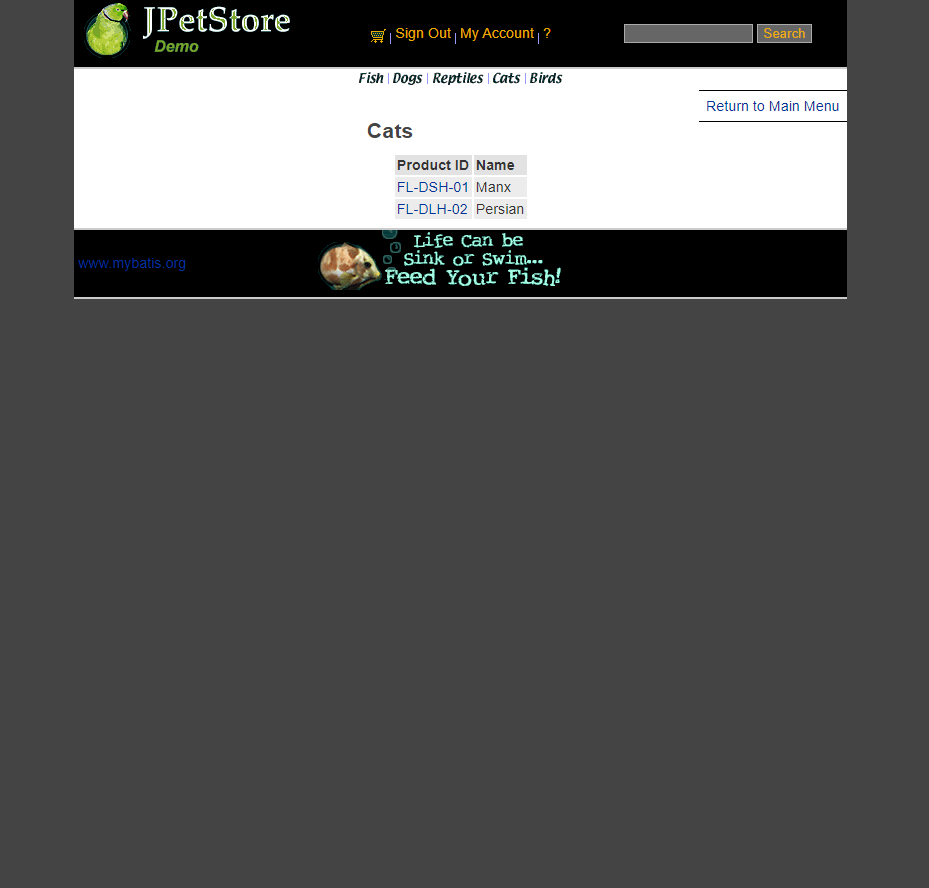 JPetStore
Demo
Sign Out My Account ?
Search
Fish Dogs Reptiles Cats Birds
Return to Main Menu
Cats
Product ID Name
FL-DSH-01 Manx
FL-DLH-02 Persian
www.mybatis.org
Life Can be
Sink or Swim...
Feed Your Fish!